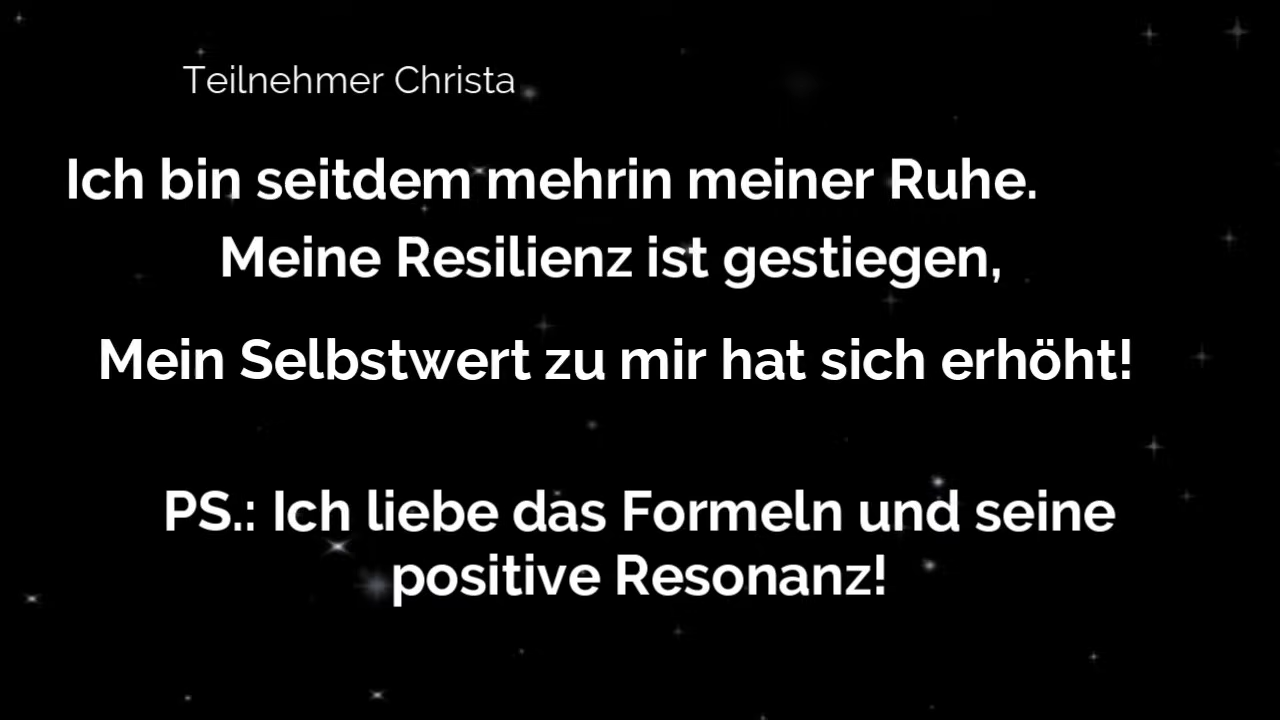 Teilnehmer Christa
Ich bin seitdem mehrin meiner Ruhe.
Meine Resilienz ist gestiegen,
Mein Selbstwert zu mir hat sich erhöht!
PS.: Ich liebe das Formeln und seine
positive Resonanz!